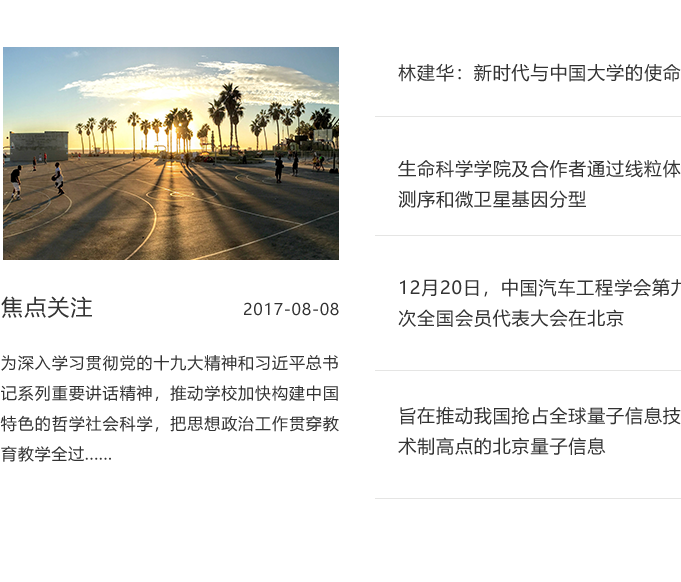 焦点关注
2017-08-08
为深入学习贯彻党的十九大精神和习近平总书
记系列重要讲话精神，推动学校加快构建中国
特色的哲学社会科学，把思想政治工作贯穿教
育教学全过......
林建华：新时代与中国大学的使命
生命科学学院及合作者通过线粒体
测序和微卫星基因分型
12月20日，中国汽车工程学会第九
次全国会员代表大会在北京
旨在推动我国抢占全球量子信息技
术制高点的北京量子信息